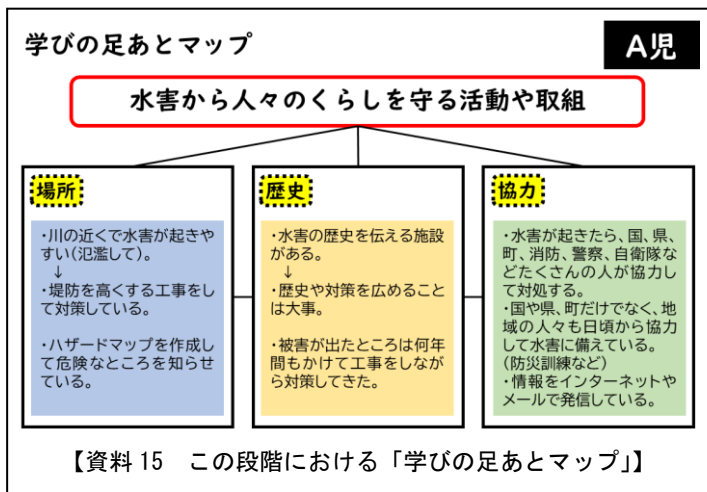 学びの足あとマップ
A児
水害から人々のくらしを守る活動や取組
場所
・川の近くで水害が起きや
すい(氾濫して)。
↓
・堤防を高くする工事をし
て対策している。
・ハザードマップを作成し
て危険なところを知らせ
ている。
歴史
・水害の歴史を伝える施設
がある。
↓
・歴史や対策を広めること
は大事。
・被害が出たところは何年
間もかけて工事をしなが
ら対策してきた。
協力
・水害が起きたら、国、県、
町、消防、警察、自衛隊な
どたくさんの人が協力し
て対処する。
・国や県、町だけでなく、地
域の人々も日頃から協力
して水害に備えている。
(防災訓練など)
・情報をインターネットや
メールで発信している。
【資料15 この段階における「学びの足あとマップ」】